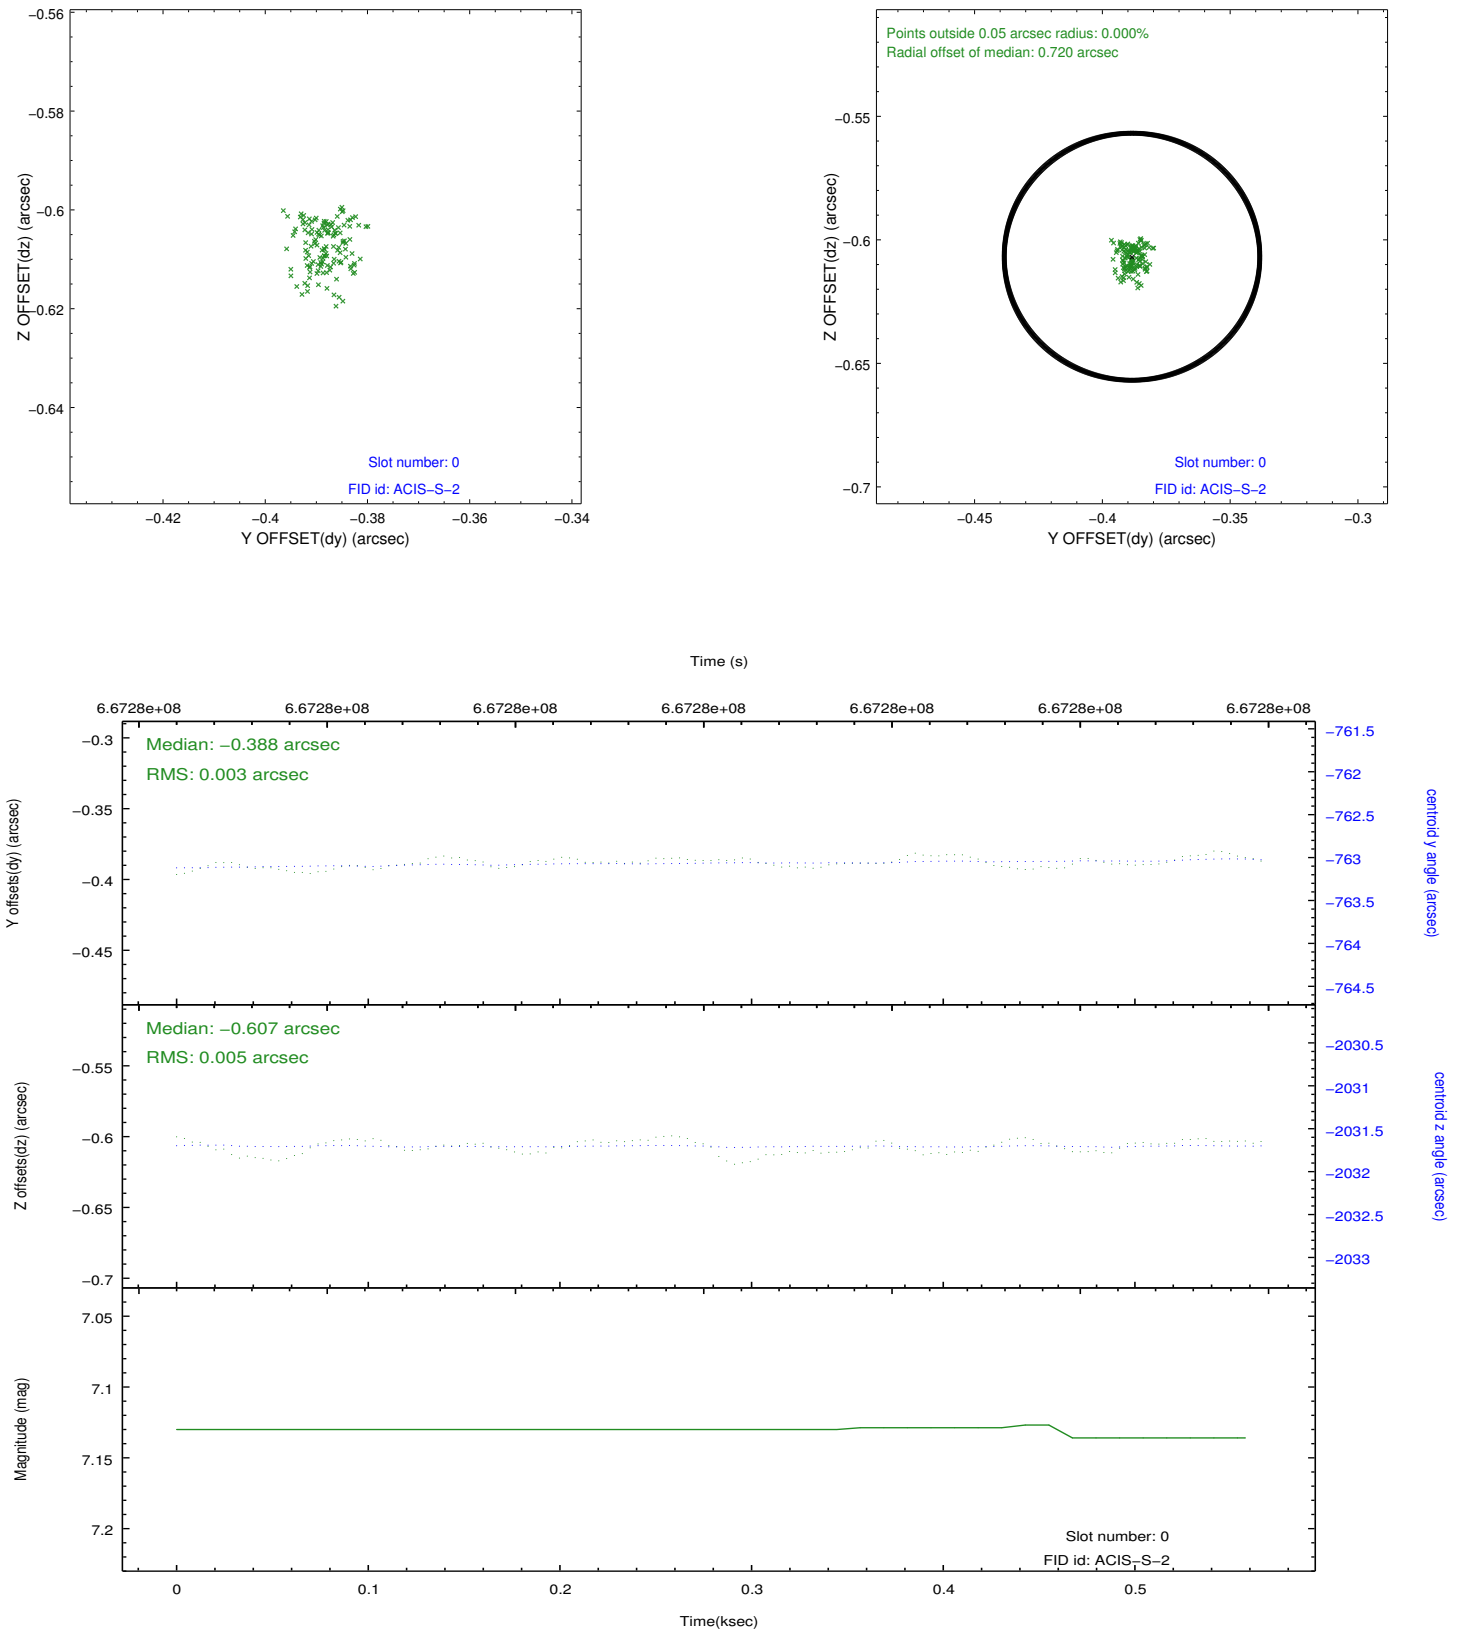 −0.56
−0.58
−0.6
−0.62
−0.64
Z OFFSET(dz) (arcsec)
Slot number: 0
FID id: ACIS−S−2
−0.42
−0.4
−0.38
−0.36
−0.34
Y OFFSET(dy) (arcsec)
Points outside 0.05 arcsec radius: 0.000%
Radial offset of median: 0.720 arcsec
−0.55
−0.6
−0.65
−0.7
Z OFFSET(dz) (arcsec)
Slot number: 0
FID id: ACIS−S−2
−0.45
−0.4
−0.35
−0.3
Y OFFSET(dy) (arcsec)
Time (s)
6.6728e+08 6.6728e+08 6.6728e+08 6.6728e+08 6.6728e+08 6.6728e+08 6.6728e+08
Median: −0.388 arcsec
RMS: 0.003 arcsec
−0.3
−0.35
−0.4
−0.45
Y offsets(dy) (arcsec)
−761.5
−762
−762.5
−763
−763.5
−764
−764.5
centroid y angle (arcsec)
Median: −0.607 arcsec
RMS: 0.005 arcsec
−0.55
−0.6
−0.65
−0.7
Z offsets(dz) (arcsec)
−2030.5
−2031
−2031.5
−2032
−2032.5
−2033
centroid z angle (arcsec)
7.05
7.1
7.15
7.2
Magnitude (mag)
Slot number: 0
FID id: ACIS−S−2
0 0.1 0.2 0.3 0.4 0.5
Time(ksec)